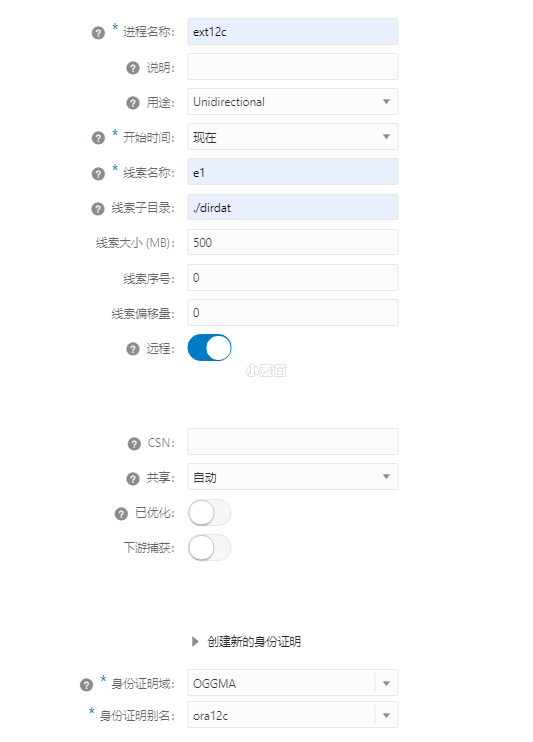 * 进程名称: ext12c
说明:
用途: Unidirectional
* 开始时间: 现在
* 线索名称: e1
线索子目录: ./dirdat
线索大小 (MB): 500
线索序号: 0
线索偏移量: 0
远程:
小麦苗
CSN:
共享: 自动
已优化:
下游捕获:
创建新的身份证明
* 身份证明域: OGGMA
* 身份证明别名: ora12c